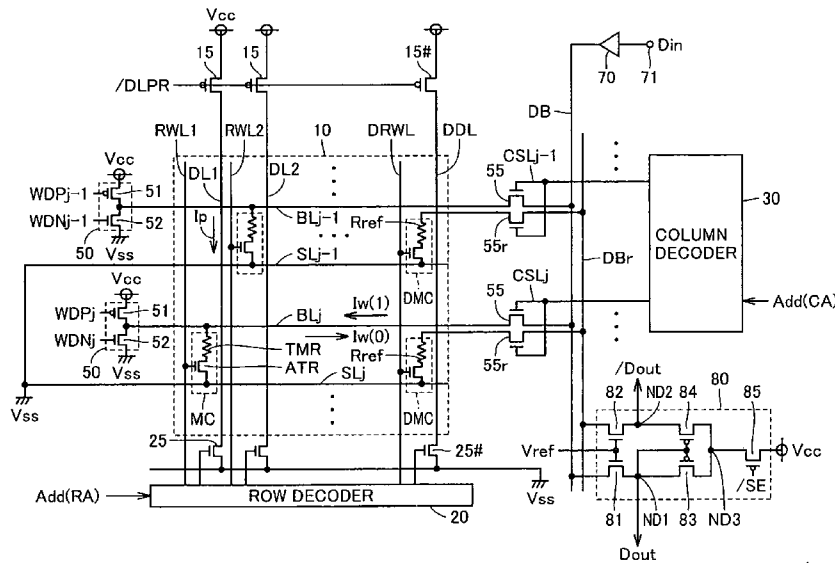 Vcc
15
15
15#
70
71
Din
/DLPR
DB
RWL1
RWL2
10
DRWL
DDL
CSLj-1
DL1
DL2
Vcc
WDPj-1
51
WDNj-1
52
50
Vss
Ip
BLj-1
SLj-1
Rref
DMC
55
55r
DBr
30
COLUMN
DECODER
Add(CA)
Vcc
WDPj
51
WDNj
52
50
Vss
Iw(1)
BLj
Iw(0)
TMR
ATR
SLj
MC
Rref
DMC
CSLj
55
55r
Vss
/Dout
82
ND2
84
80
85
Vref
Vcc
/SE
81
ND1
83
ND3
Dout
25
25#
Vss
Add(RA)
ROW DECODER
20